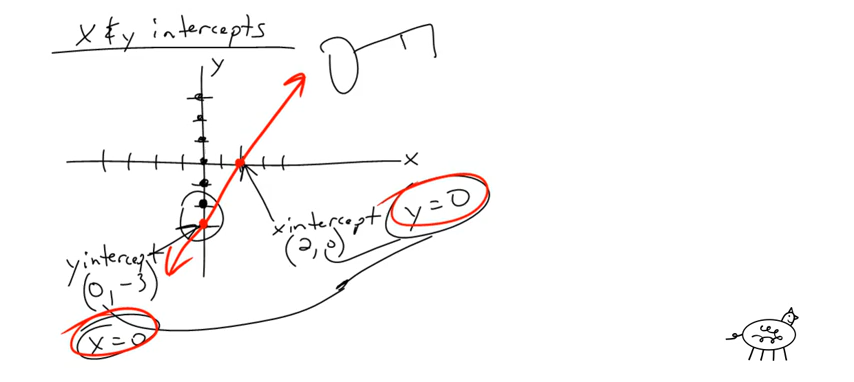 x & y intercepts
y
x
x intercept
(2, 0)
y = 0
y intercept
(0, -3)
x = 0